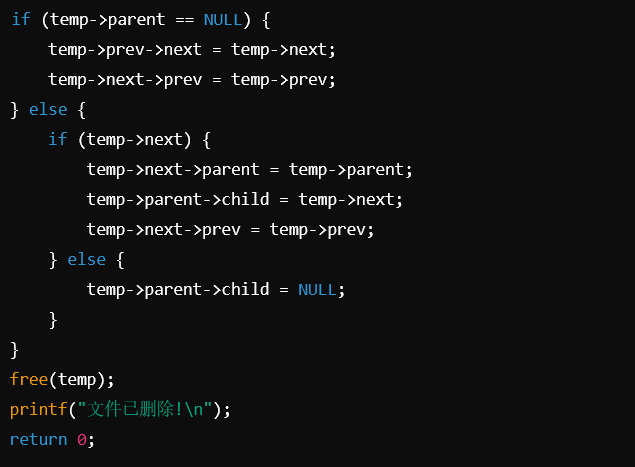 if (temp->parent == NULL) {
    temp->prev->next = temp->next;
    temp->next->prev = temp->prev;
} else {
    if (temp->next) {
        temp->next->parent = temp->parent;
        temp->parent->child = temp->next;
        temp->next->prev = temp->prev;
    } else {
        temp->parent->child = NULL;
    }
}
free(temp);
printf("文件已删除!\n");
return 0;